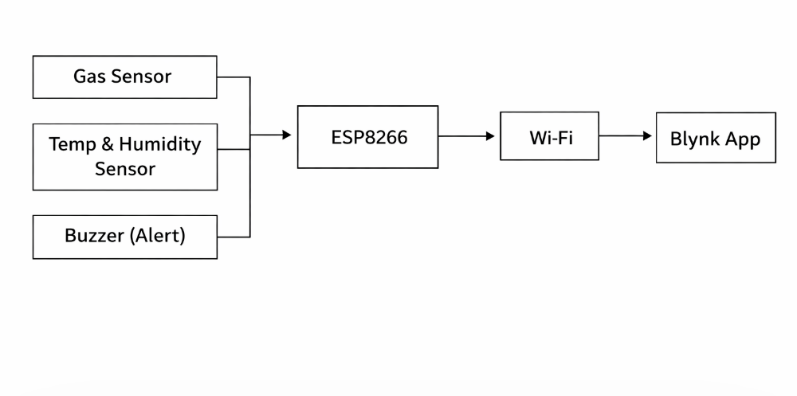 Gas Sensor
Temp & Humidity
Sensor
Buzzer (Alert)
ESP8266
Wi-Fi
Blynk App